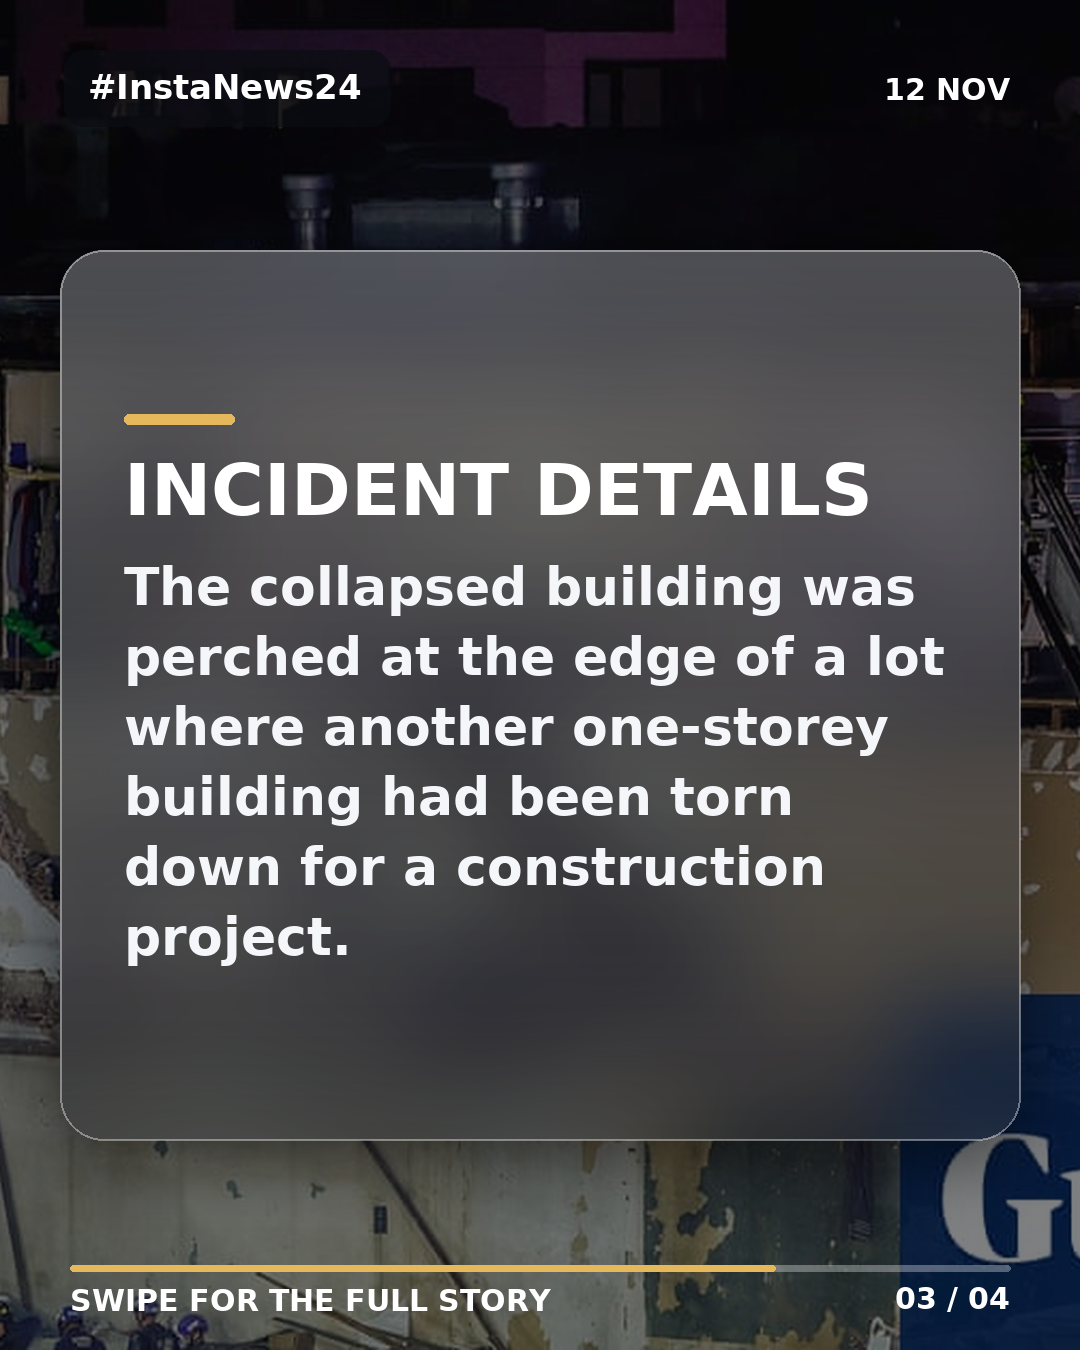 #InstaNews24
12 NOV
INCIDENT DETAILS
The collapsed building was
perched at the edge of a lot
where another one-storey
building had been torn
down for a construction
project.
SWIPE FOR THE FULL STORY
03 / 04